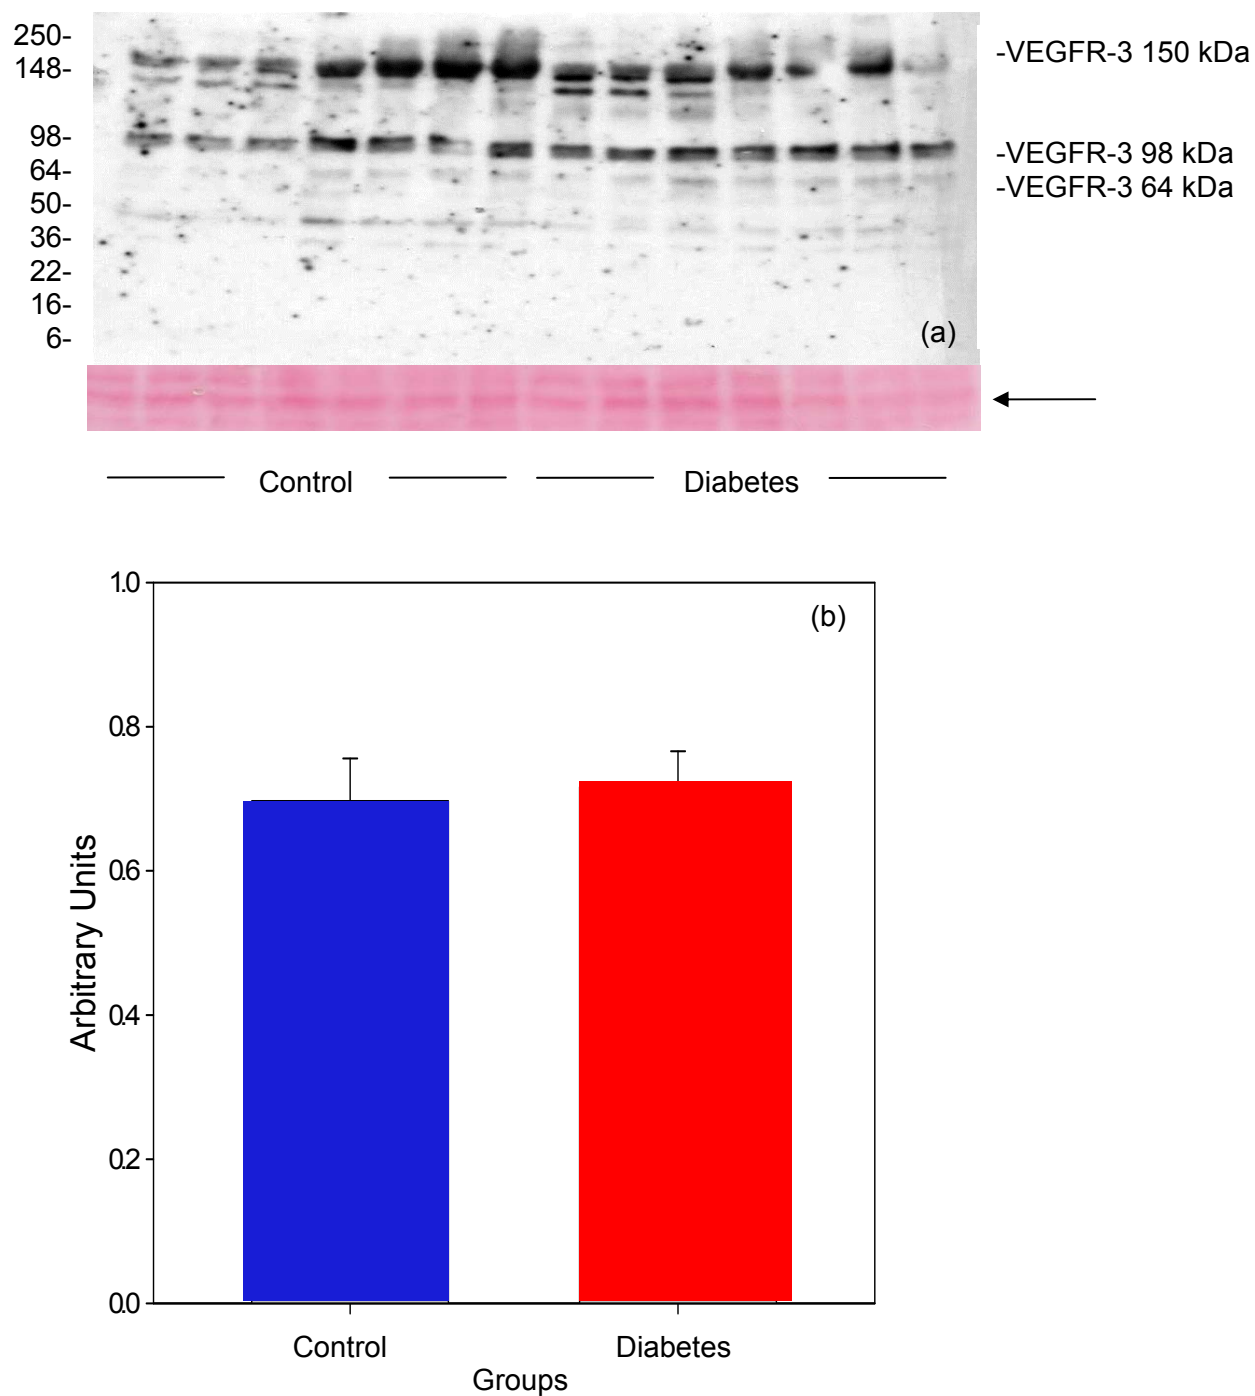 250-
148-
98-
64-
50-
36-
22-
16-
6-
-VEGFR-3 150 kDa
-VEGFR-3 98 kDa
-VEGFR-3 64 kDa
(a)
Control
Diabetes
(b)
1.0
0.8
0.6
0.4
0.2
0.0
Arbitrary Units
Control
Diabetes
Groups